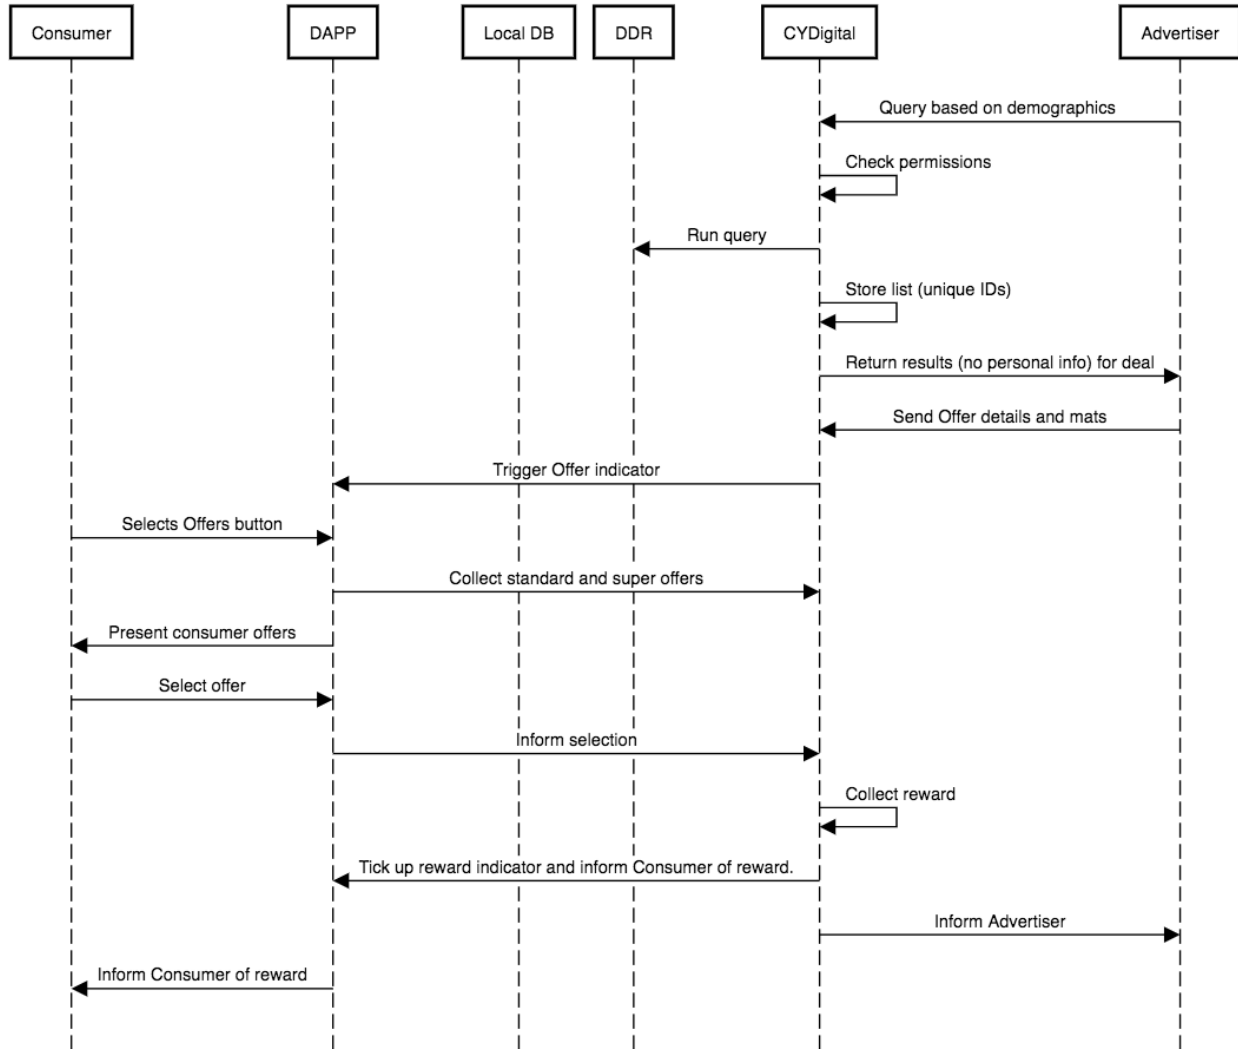 Consumer
DAPP
Local DB
DDR
CYDigital
Advertiser
Query based on demographics
Check permissions
Run query
Store list (unique IDs)
Return results (no personal info) for deal
Send Offer details and mats
Trigger Offer indicator
Selects Offers button
Collect standard and super offers
Present consumer offers
Select offer
Inform selection
Collect reward
Tick up reward indicator and inform Consumer of reward.
Inform Advertiser
Inform Consumer of reward